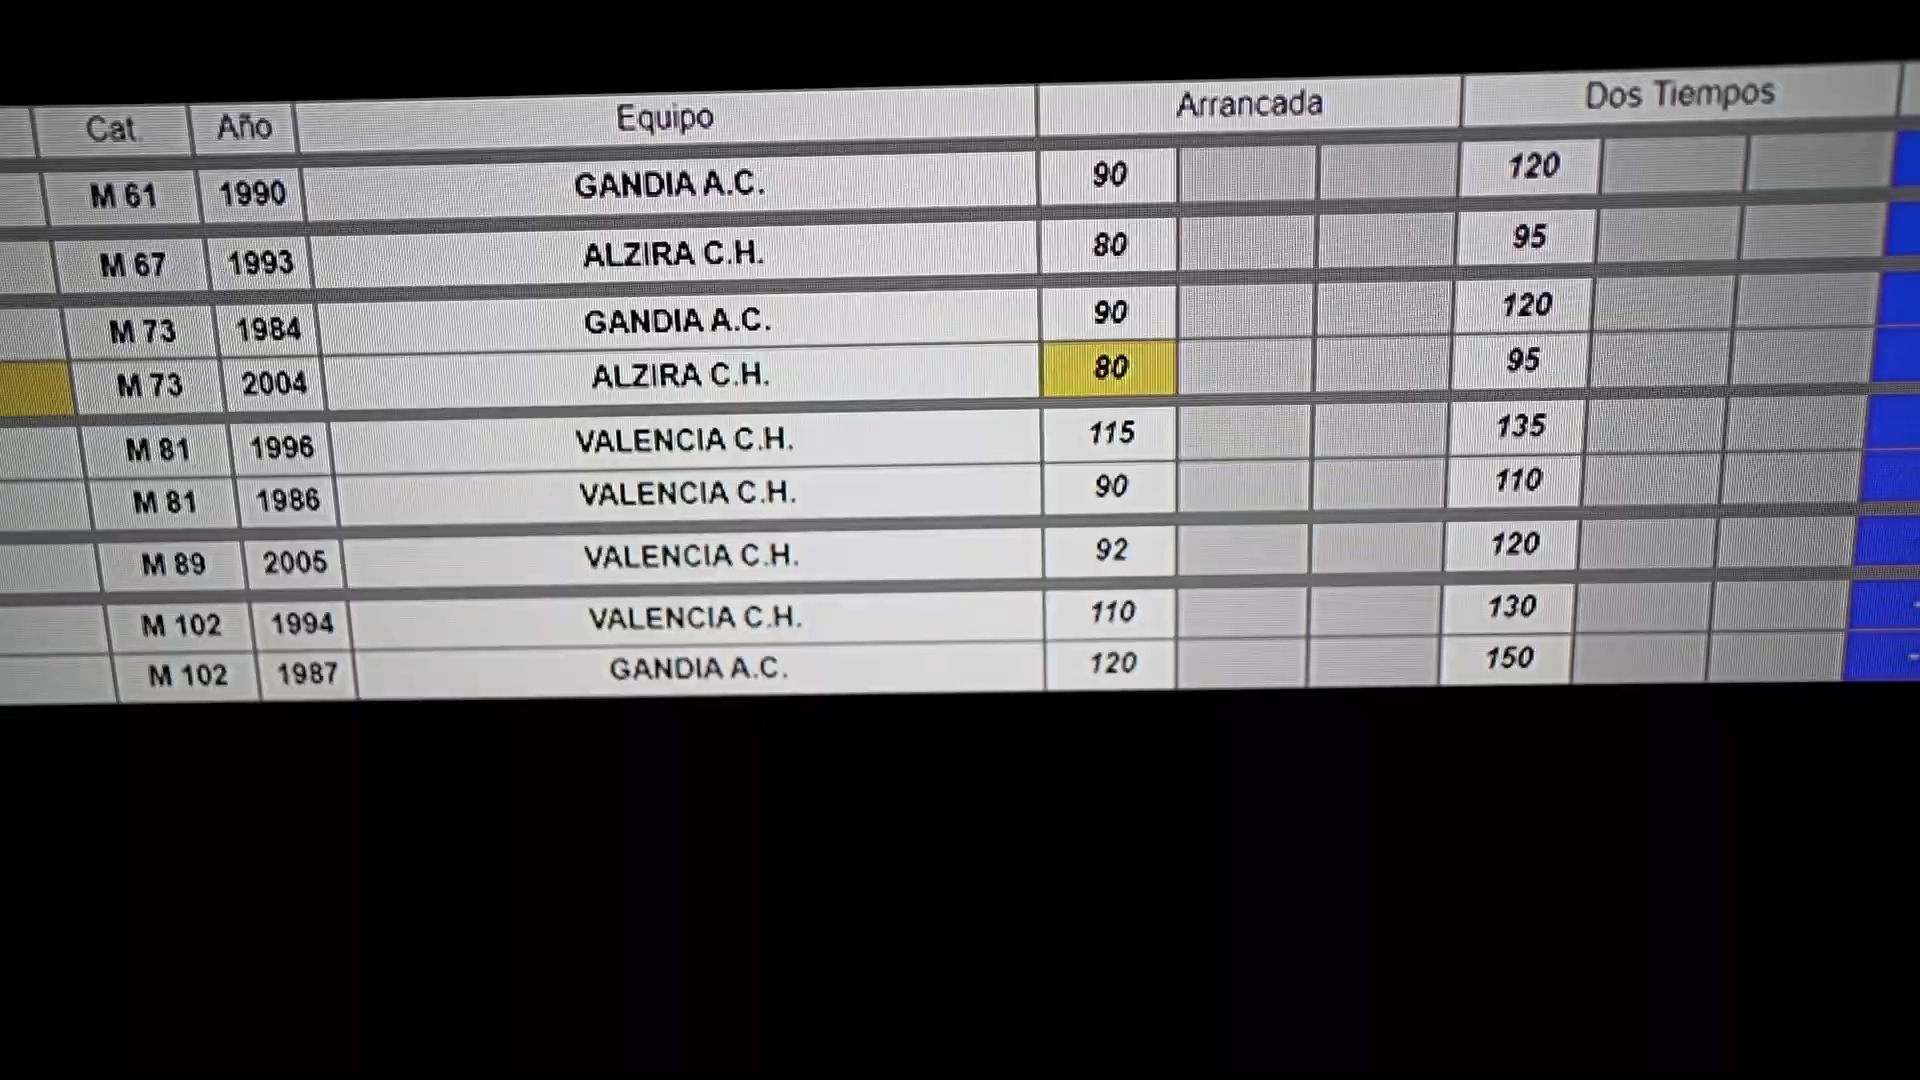 Cat. Año Equipo Arrancada Dos Tiempos
M 61 1990 GANDIA A.C. 90 120
M 67 1993 ALZIRA C.H. 80 95
M 73 1984 GANDIA A.C. 90 120
M 73 2004 ALZIRA C.H. 80 95
M 81 1996 VALENCIA C.H. 115 135
M 81 1986 VALENCIA C.H. 90 110
M 89 2005 VALENCIA C.H. 92 120
M 102 1994 VALENCIA C.H. 110 130
M 102 1987 GANDIA A.C. 120 150